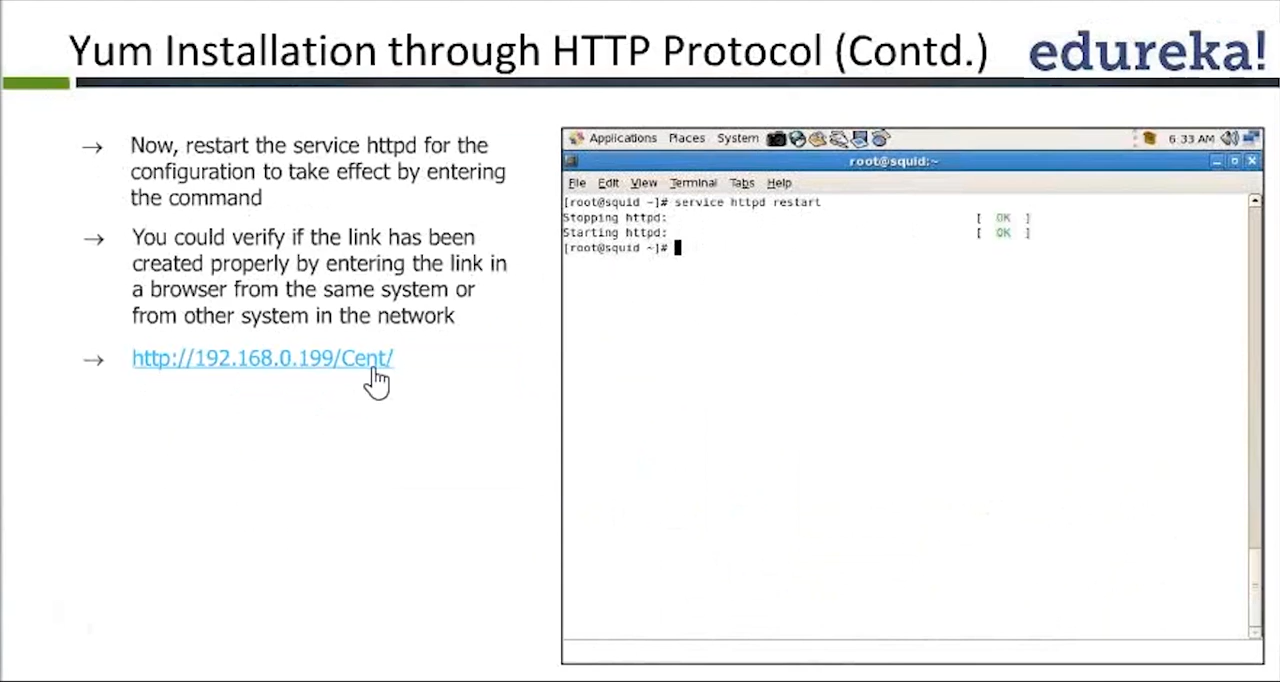 Yum Installation through HTTP Protocol (Contd.)
edureka!
→ Now, restart the service httpd for the
configuration to take effect by entering
the command
→ You could verify if the link has been
created properly by entering the link in
a browser from the same system or
from other system in the network
→ http://192.168.0.199/Cent/
Applications Places System 6 33 AM
root@squid:~
File Edit View Terminal Tabs Help
[root@squid ~]# service httpd restart
Stopping httpd: [ OK ]
Starting httpd: [ OK ]
[root@squid ~]#